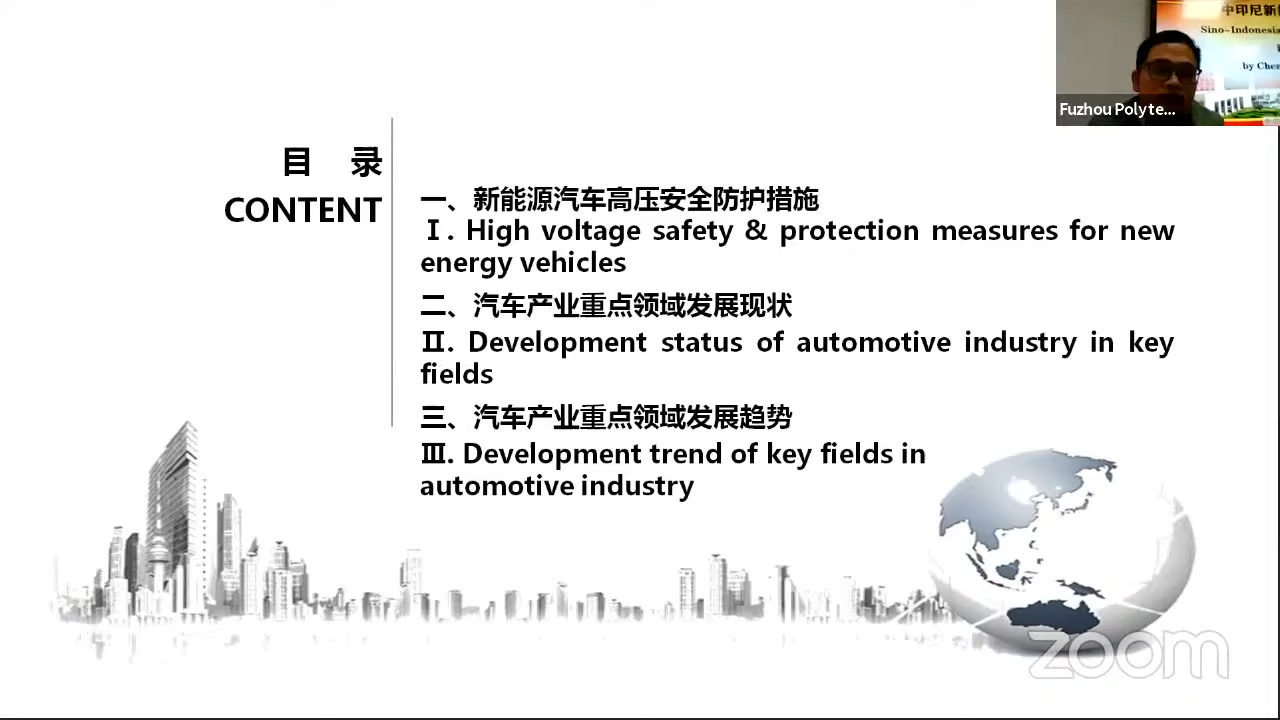 目 录
CONTENT
一、新能源汽车高压安全防护措施
Ⅰ. High voltage safety & protection measures for new
energy vehicles
二、汽车产业重点领域发展现状
Ⅱ. Development status of automotive industry in key
fields
三、汽车产业重点领域发展趋势
Ⅲ. Development trend of key fields in
automotive industry
中印尼新
Sino-Indonesia
by Chen
Fuzhou Polyte...
zoom